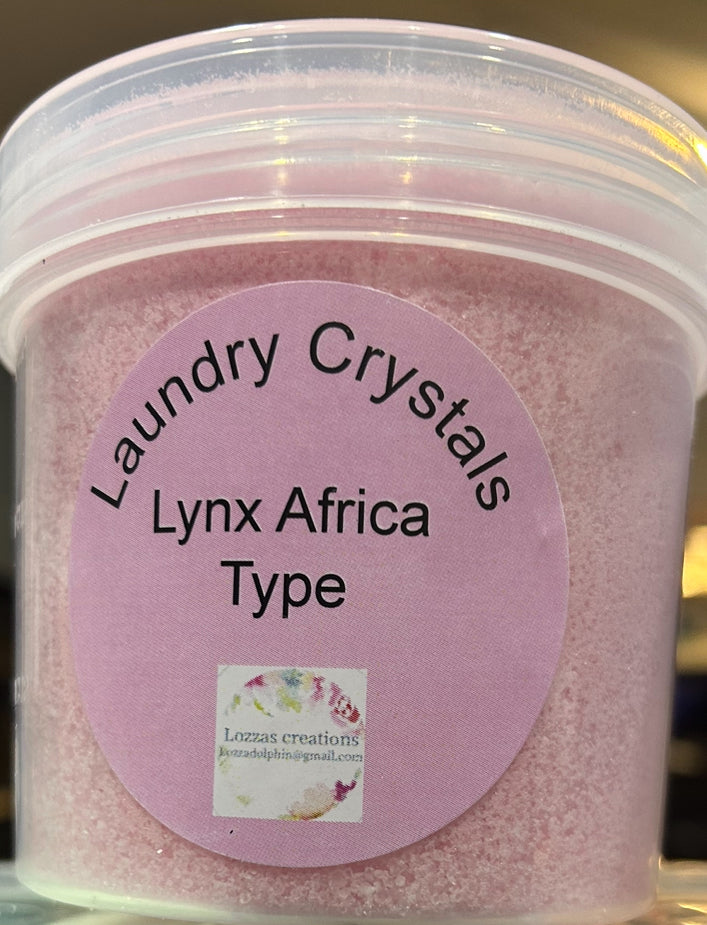 Laundry Crystals
Lynx Africa
Type
Lozzas creations
Lozzadolphin@gmail.com